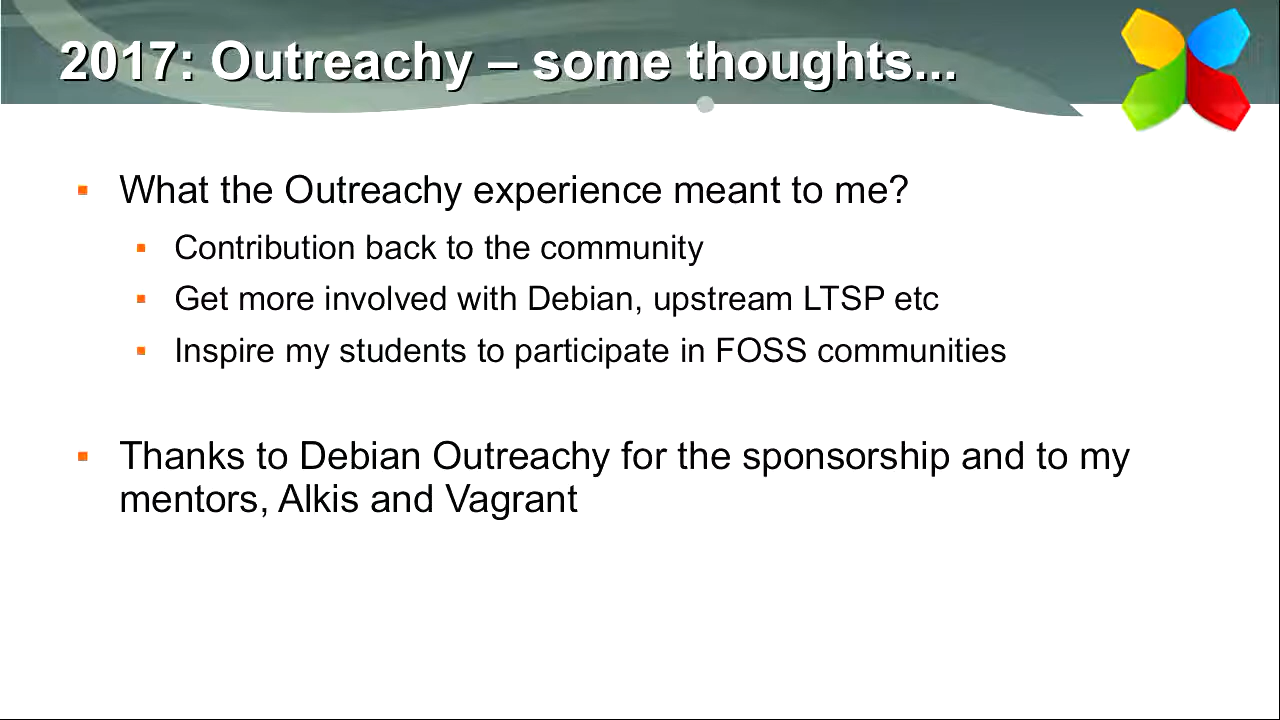 2017: Outreachy – some thoughts...
What the Outreachy experience meant to me?
Contribution back to the community
Get more involved with Debian, upstream LTSP etc
Inspire my students to participate in FOSS communities
Thanks to Debian Outreachy for the sponsorship and to my
mentors, Alkis and Vagrant